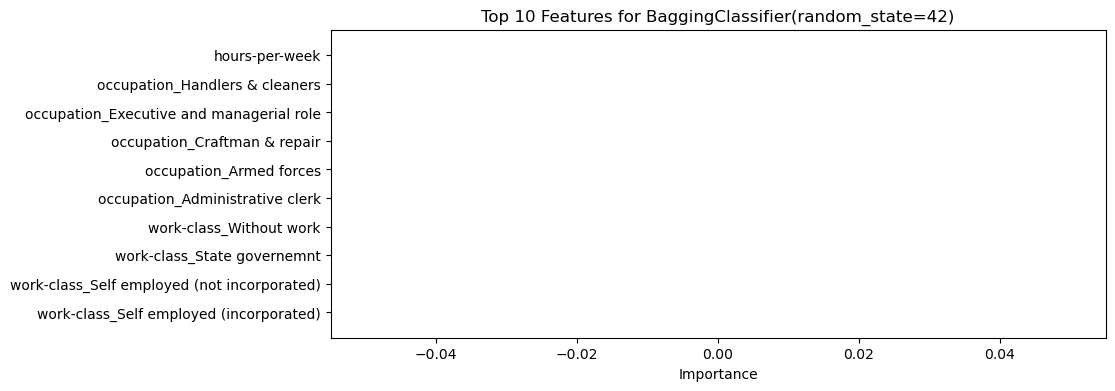 Top 10 Features for BaggingClassifier(random_state=42)
hours-per-week
occupation_Handlers & cleaners
occupation_Executive and managerial role
occupation_Craftman & repair
occupation_Armed forces
occupation_Administrative clerk
work-class_Without work
work-class_State governemnt
work-class_Self employed (not incorporated)
work-class_Self employed (incorporated)
−0.04 −0.02 0.00 0.02 0.04
Importance